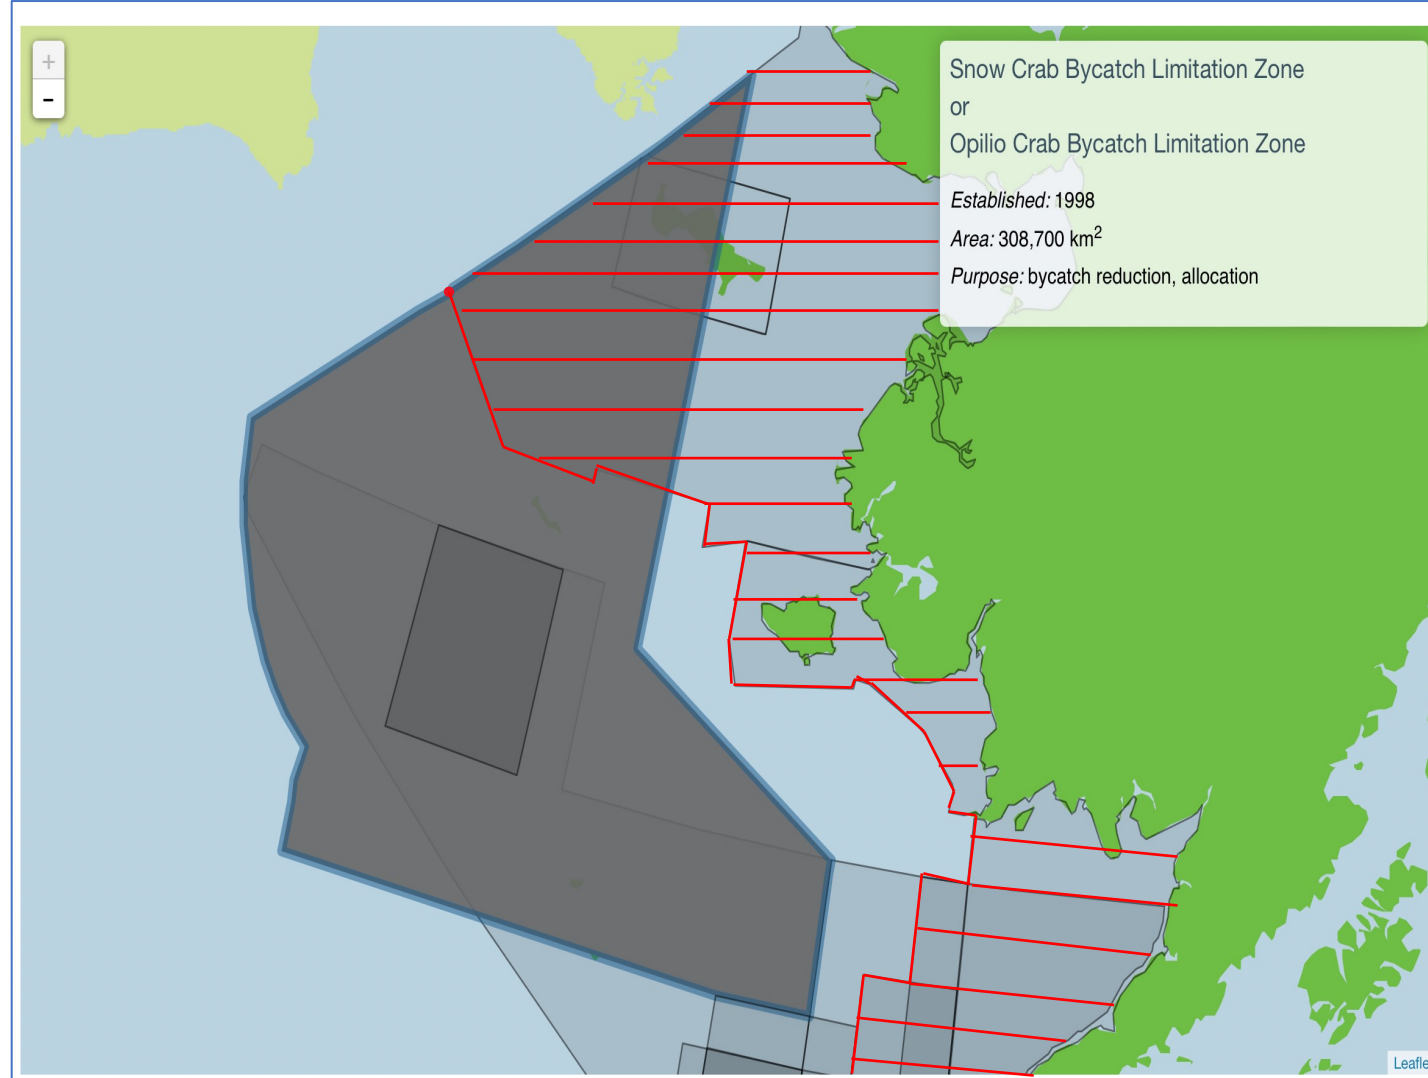 +
-
Snow Crab Bycatch Limitation Zone
or
Opilio Crab Bycatch Limitation Zone
Established: 1998
Area: 308,700 km²
Purpose: bycatch reduction, allocation
Leafle